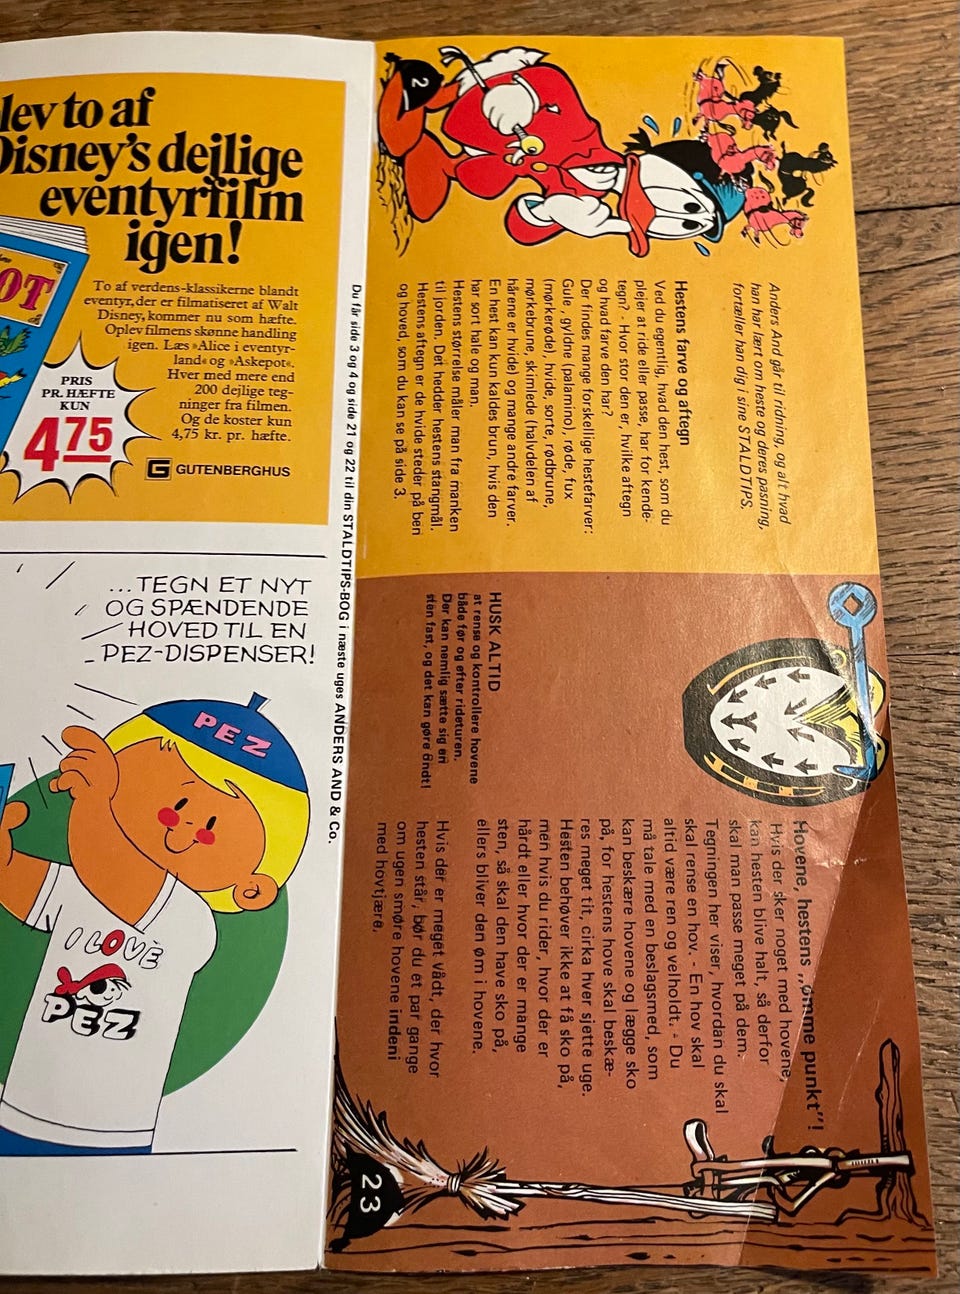 lev to af
Disney's dejlige
eventyrfilm
igen!
To af verdens-klassikerne blandt
eventyr, der er filmatiseret af Walt
Disney, kommer nu som hæfte.
Oplev filmens skønne handling
igen. Læs »Alice i eventyr-
land« og »Askepot«.
Hver med mere end
200 dejlige teg-
ninger fra filmen.
Og de koster kun
4,75 kr. pr. hæfte.
OT
PRIS
PR. HÆFTE
KUN
4 75
G GUTENBERGHUS
...TEGN ET NYT
OG SPÆNDENDE
HOVED TIL EN
PEZ-DISPENSER!
PEZ
I LOVE
PEZ
Du får side 3 og 4 og side 21 og 22 til din STALDTIPS-BOG i næste uges ANDERS AND & Co.
2
Anders And går til ridning, og alt hvad
han har lært om heste og deres pasning,
fortæller han dig i sine STALDTIPS.
Hestens farve og aftegn
Ved du egentlig, hvad den hest, som du
plejer at ride eller passe, har for kende-
tegn? - Hvor stor den er, hvilke aftegn
og hvad farve den har?
Der findes mange forskellige hestefarver:
Gule, gyldne (palamino), røde, fux
(mørkerøde), hvide, sorte, rødbrune,
mørkebrune, skimlede (halvdelen af
hårene er hvide) og mange andre farver.
En hest kan kun kaldes brun, hvis den
har sort hale og man.
Hestens størrelse måler man fra manken
til jorden. Det hedder hestens stangmål.
Hestens aftegn er de hvide steder på ben
og hoved, som du kan se på side 3.
HUSK ALTID
at rense og kontrollere hovene
både før og efter rideturen.
Der kan nemlig sætte sig en
sten fast, og det kan gøre ondt!
Hovene, hestens „ømme punkt"!
Hvis der sker noget med hovene,
kan hesten blive halt, så derfor
skal man passe meget på dem.
Tegningen her viser, hvordan du skal
skal rense en hov. - En hov skal
altid være ren og velholdt. - Du
må tale med en beslagsmed, som
kan beskære hovene og lægge sko
på, for hestens hove skal beskæ-
res meget tit, cirka hver sjette uge.
Hesten behøver ikke at få sko på,
men hvis du rider, hvor der er
hårdt eller hvor der er mange
sten, så skal den have sko på,
ellers bliver den øm i hovene.
Hvis der er meget vådt, der hvor
hesten står, bør du et par gange
om ugen smøre hovene indeni
med hovtjære.
23